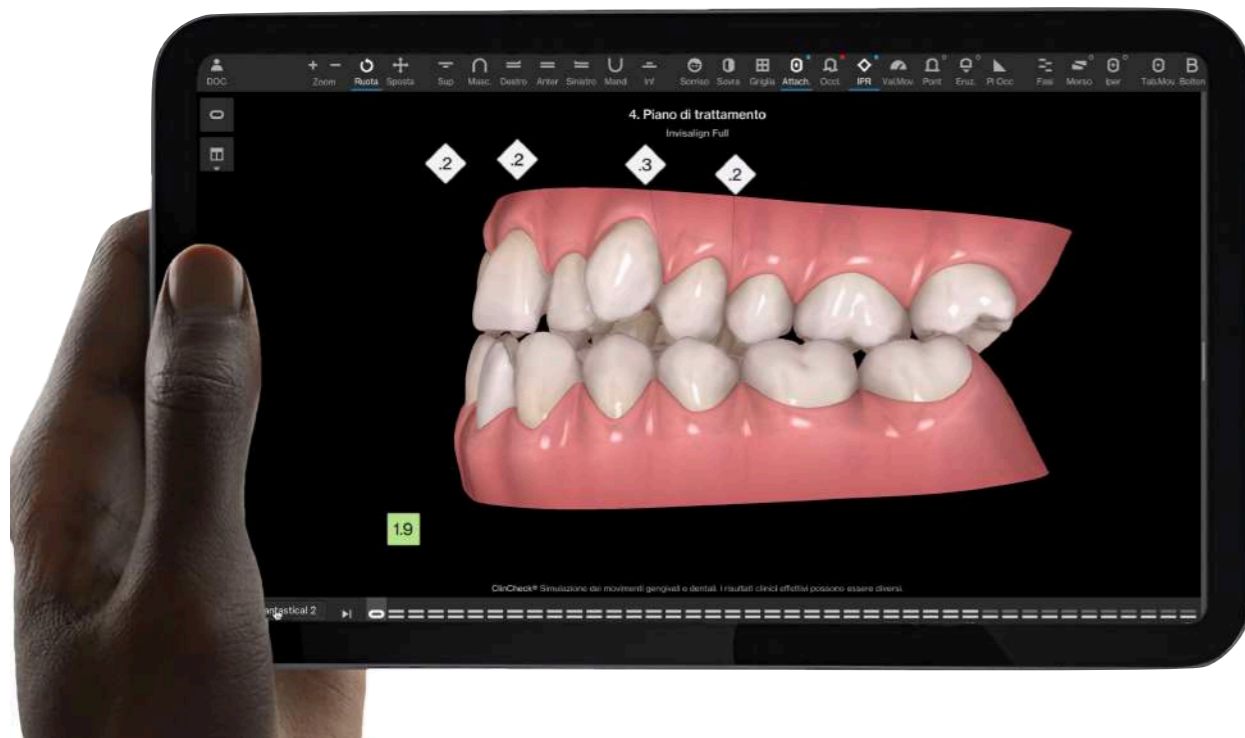 DOC
Zoom Ruota Sposta Sup Masc. Destro Anter Sinistro Mand Inf Sorriso Sovra Griglia Attach. Occl. IPR Val.Mov Pont Eruz. Pl Occ Fasi Morso Iper Tab.Mov Bolton
4. Piano di trattamento
Invisalign Full
.2 .2 .3 .2
1.9
ClinCheck® Simulazione dei movimenti gengivali o dentali. I risultati clinici effettivi possono essere diversi.
antastical 2